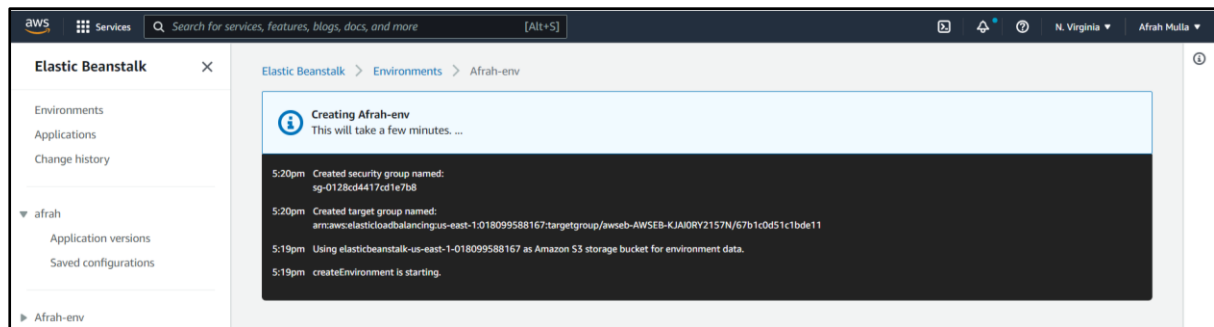 aws
Services
Search for services, features, blogs, docs, and more
[Alt+S]
N. Virginia
Afrah Mulla
Elastic Beanstalk
Environments
Applications
Change history
afrah
Application versions
Saved configurations
Afrah-env
Elastic Beanstalk > Environments > Afrah-env
Creating Afrah-env
This will take a few minutes. ...
5:20pm Created security group named:
sg-0128cd4417cd1e7b8
5:20pm Created target group named:
arn:aws:elasticloadbalancing:us-east-1:018099588167:targetgroup/awseb-AWSEB-KJAI0RY2157N/67b1c0d51c1bde11
5:19pm Using elasticbeanstalk-us-east-1-018099588167 as Amazon S3 storage bucket for environment data.
5:19pm createEnvironment is starting.